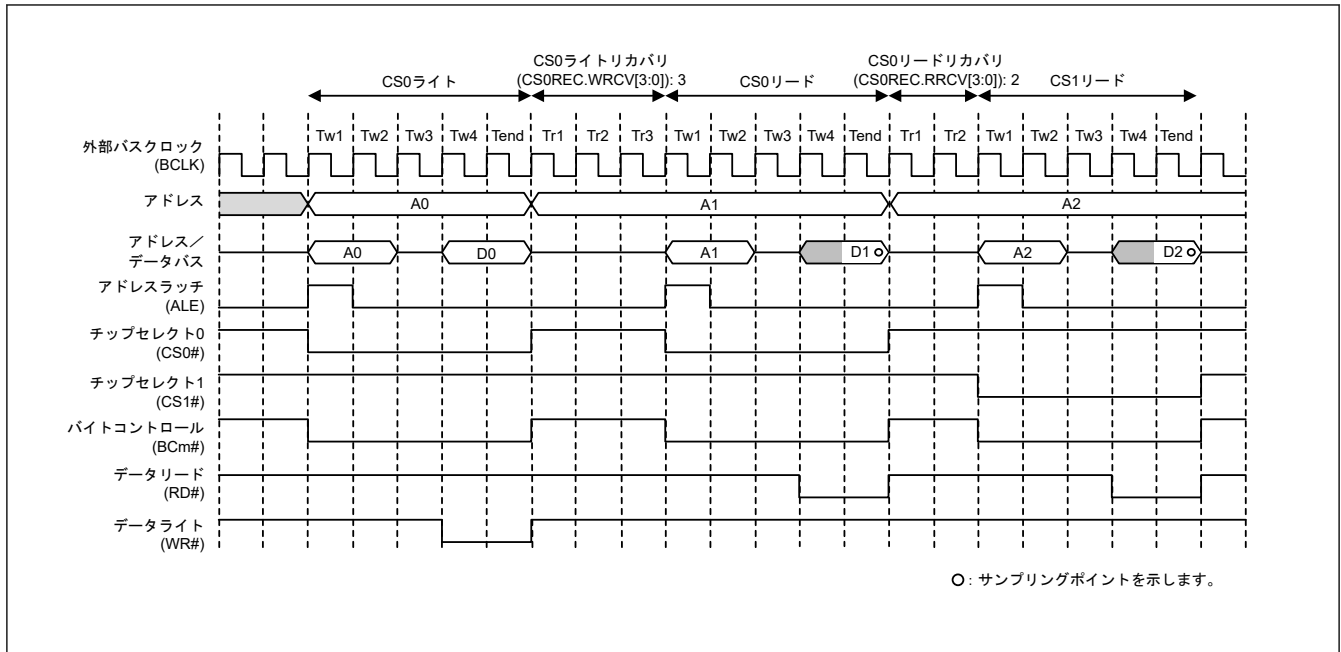 CS0ライト
CS0ライトリカバリ
(CS0REC.WRCV[3:0]): 3
CS0リード
CS0リードリカバリ
(CS0REC.RRCV[3:0]): 2
CS1リード
Tw1 Tw2 Tw3 Tw4 Tend Tr1 Tr2 Tr3 Tw1 Tw2 Tw3 Tw4 Tend Tr1 Tr2 Tw1 Tw2 Tw3 Tw4 Tend
外部バスクロック
(BCLK)
アドレス
A0 A1 A2
アドレス／
データバス
A0 D0 A1 D1 A2 D2
アドレスラッチ
(ALE)
チップセレクト0
(CS0#)
チップセレクト1
(CS1#)
バイトコントロール
(BCm#)
データリード
(RD#)
データライト
(WR#)
：サンプリングポイントを示します。